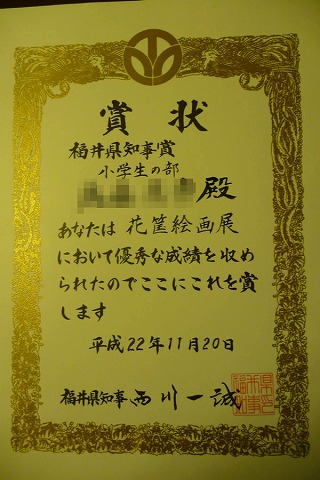 賞状
福井県知事賞
小学生の部
殿
あなたは 花筐絵画展
において優秀な成績を収め
られたのでここにこれを賞
します
平成22年11月20日
福井県知事 西川一誠